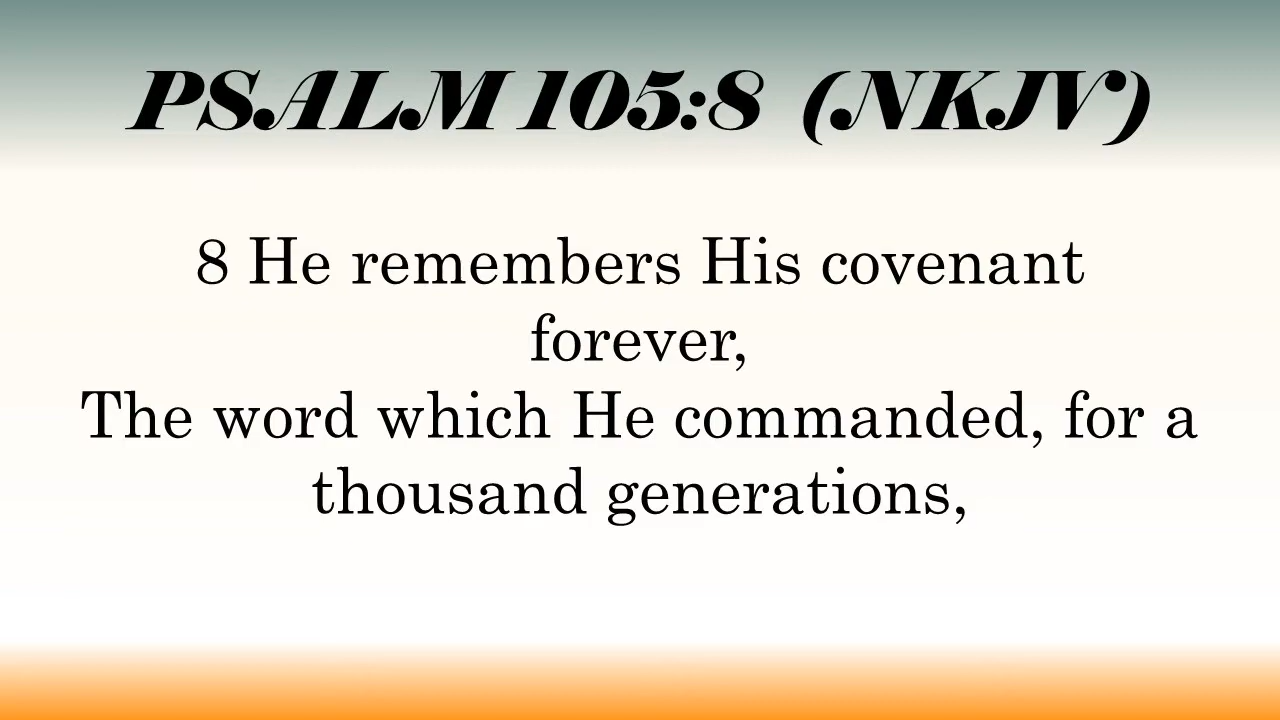 PSALM 105:8 (NKJV)
8 He remembers His covenant
forever,
The word which He commanded, for a
thousand generations,